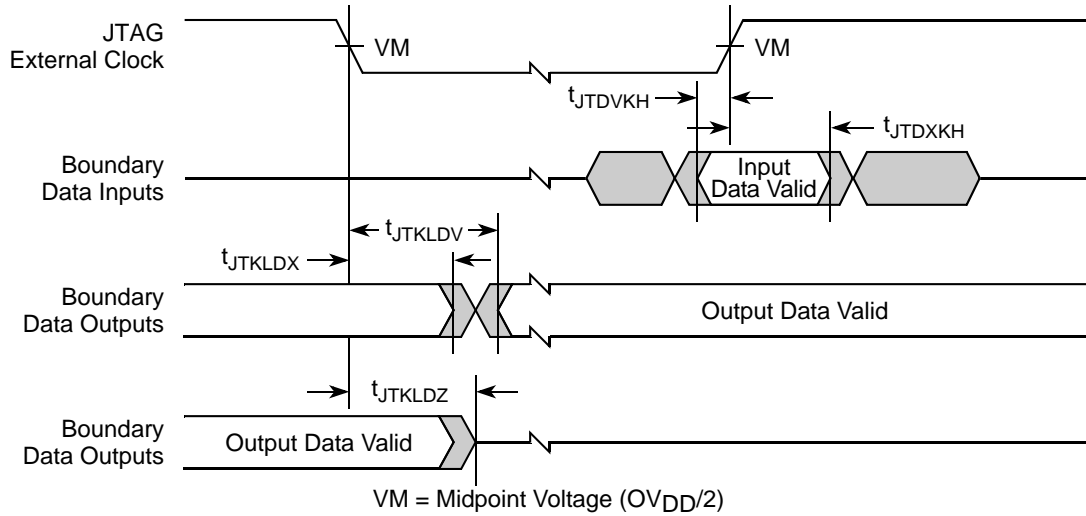 JTAG
External Clock
VM
VM
tJTDVKH
tJTDXKH
Boundary
Data Inputs
Input
Data Valid
tJTKLDV
tJTKLDX
Boundary
Data Outputs
Output Data Valid
tJTKLDZ
Boundary
Data Outputs
Output Data Valid
VM = Midpoint Voltage (OVDD/2)